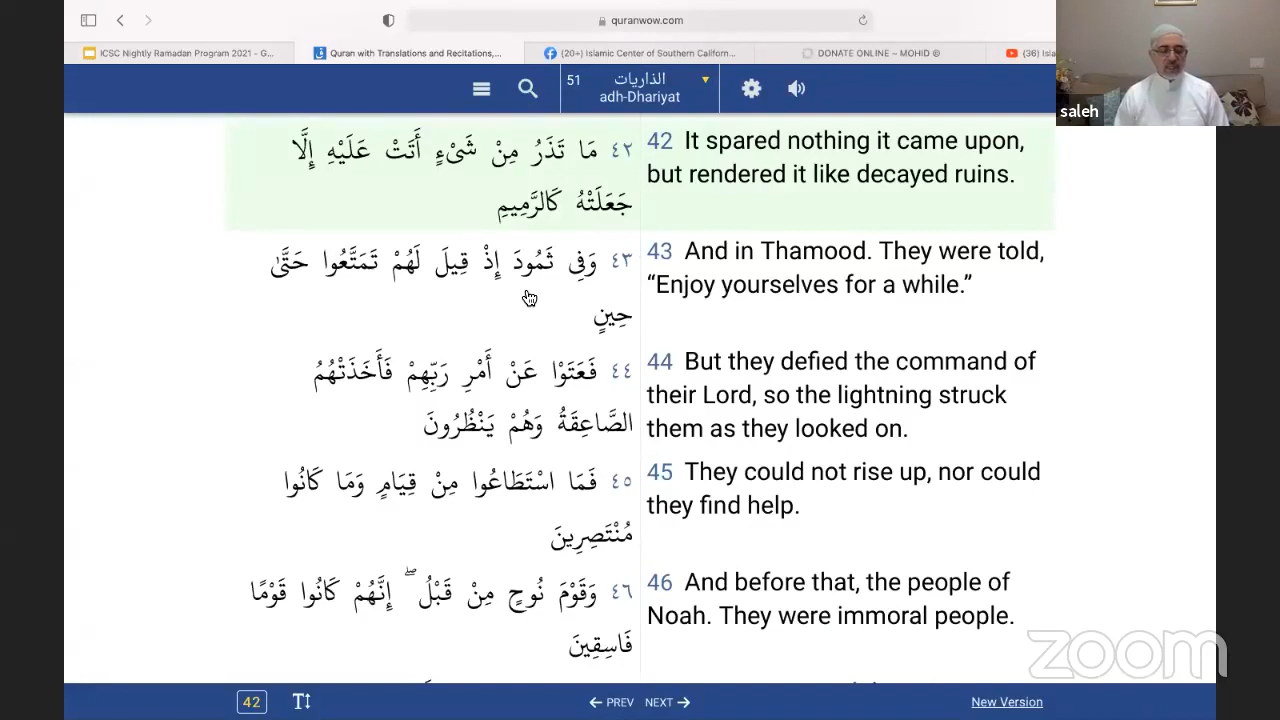 quranwow.com
ICSC Nightly Ramadan Program 2021 - G...
Quran with Translations and Recitations,...
(20+) Islamic Center of Southern Californ...
DONATE ONLINE – MOHID ®
(36) Isla
saleh
51
الذاريات
adh-Dhariyat
٤٢ مَا تَذَرُ مِنْ شَيْءٍ أَتَتْ عَلَيْهِ إِلَّا
جَعَلَتْهُ كَالرَّمِيمِ
42 It spared nothing it came upon,
but rendered it like decayed ruins.
٤٣ وَفِي ثَمُودَ إِذْ قِيلَ لَهُمْ تَمَتَّعُوا حَتَّىٰ
حِينٍ
43 And in Thamood. They were told,
“Enjoy yourselves for a while.”
٤٤ فَعَتَوْا عَنْ أَمْرِ رَبِّهِمْ فَأَخَذَتْهُمُ
الصَّاعِقَةُ وَهُمْ يَنْظُرُونَ
44 But they defied the command of
their Lord, so the lightning struck
them as they looked on.
٤٥ فَمَا اسْتَطَاعُوا مِنْ قِيَامٍ وَمَا كَانُوا
مُنْتَصِرِينَ
45 They could not rise up, nor could
they find help.
٤٦ وَقَوْمَ نُوحٍ مِنْ قَبْلُ ۖ إِنَّهُمْ كَانُوا قَوْمًا
فَاسِقِينَ
46 And before that, the people of
Noah. They were immoral people.
zoom
42
T
PREV NEXT
New Version